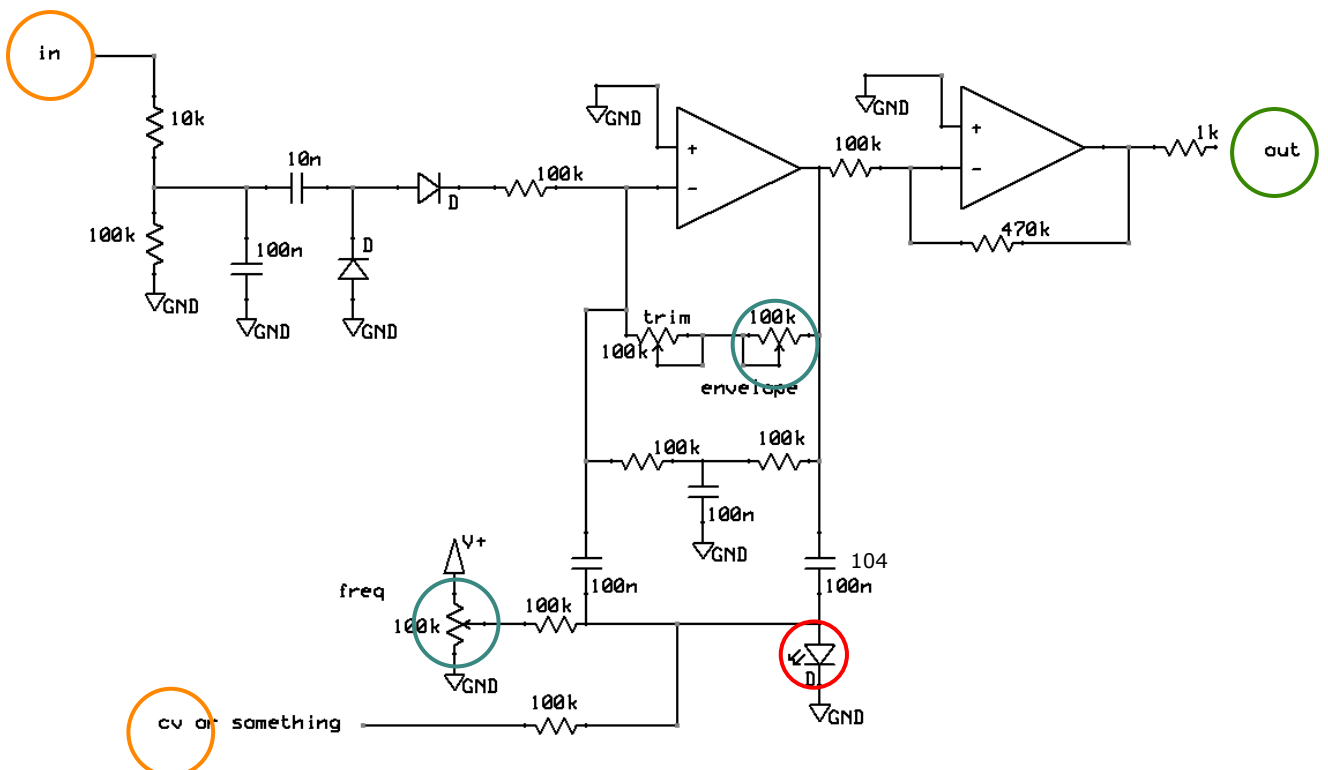 in
10k
GND
GND
1k
100k
out
10n
100k
+
+
-
-
D
100k
100n
D
470k
GND
GND
GND
trim
100k
100k
envelope
100k
100k
V+
100n
GND
104
freq
100n
100n
100k
100k
D
GND
100k
GND
cv or something